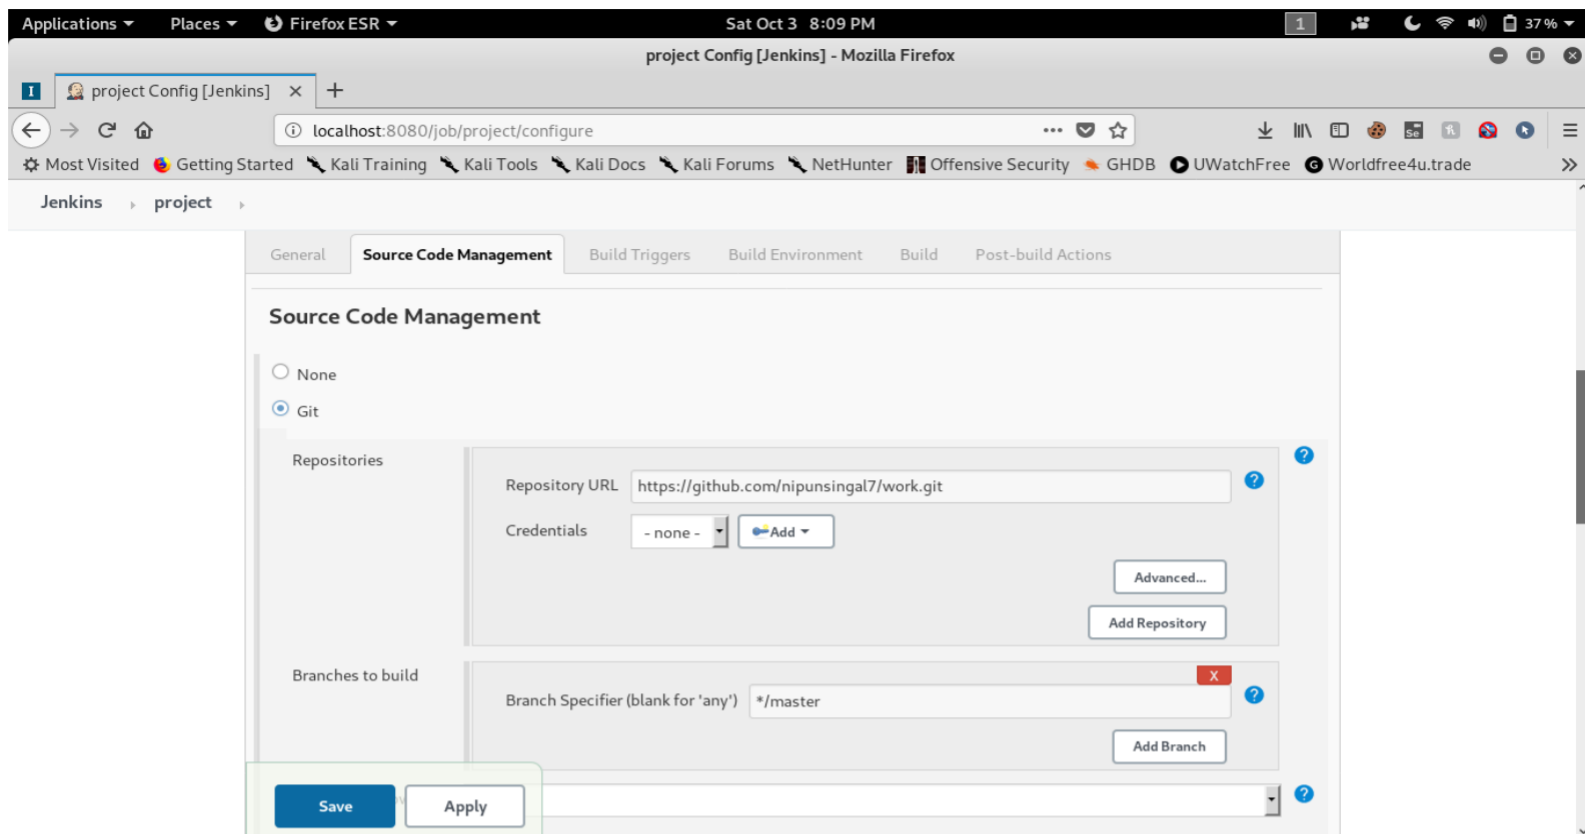 Applications Places Firefox ESR Sat Oct 3 8:09 PM 1 37 %
project Config [Jenkins] - Mozilla Firefox
I project Config [Jenkins]
localhost:8080/job/project/configure
Most Visited Getting Started Kali Training Kali Tools Kali Docs Kali Forums NetHunter Offensive Security GHDB UWatchFree Worldfree4u.trade
Jenkins project
General Source Code Management Build Triggers Build Environment Build Post-build Actions
Source Code Management
None
Git
Repositories
Repository URL https://github.com/nipunsingal7/work.git
Credentials - none - Add
Advanced...
Add Repository
Branches to build X
Branch Specifier (blank for 'any') */master
Add Branch
Save Apply